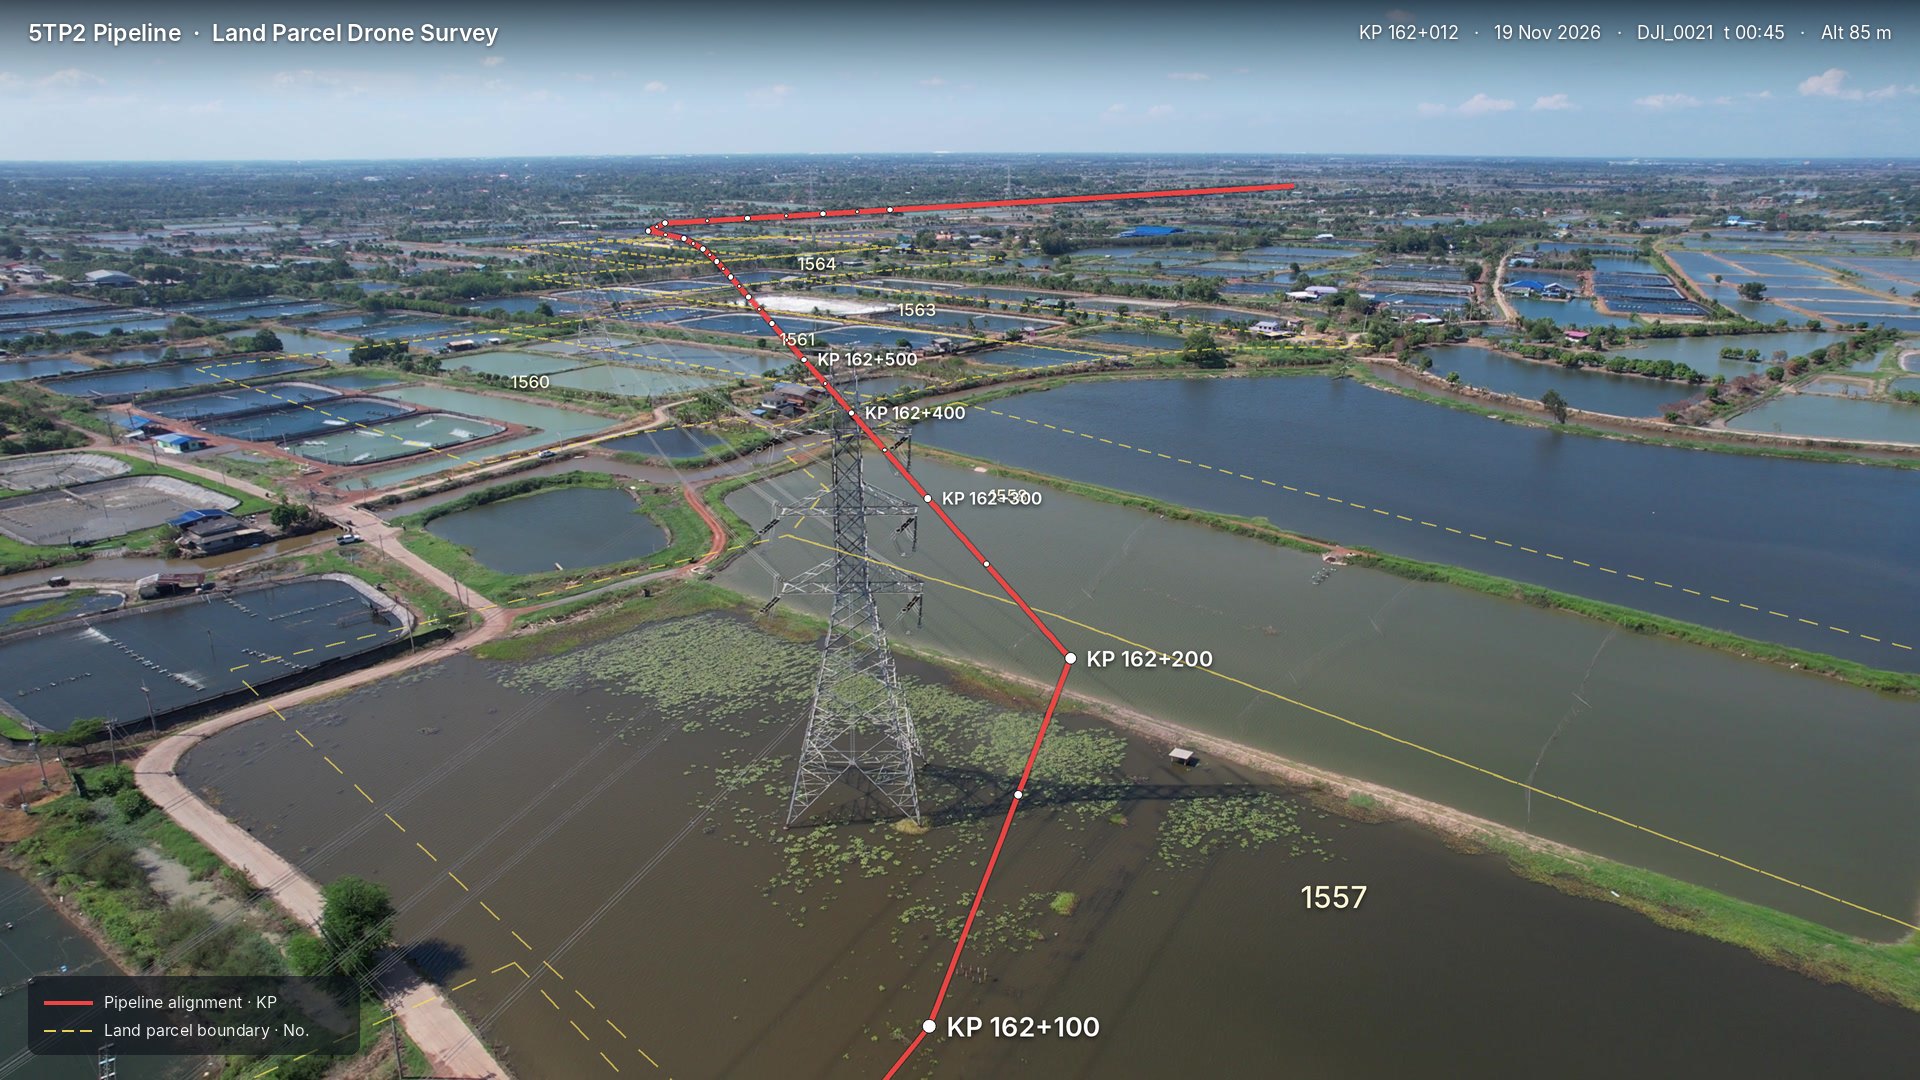 5TP2 Pipeline · Land Parcel Drone Survey
KP 162+012 · 19 Nov 2026 · DJI_0021 t 00:45 · Alt 85 m
1564
1563
1561
KP 162+500
1560
KP 162+400
KP 162+300
KP 162+200
1557
KP 162+100
Pipeline alignment · KP
Land parcel boundary · No.